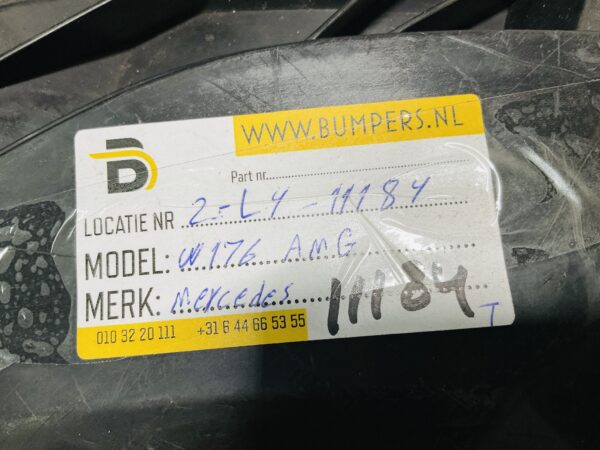 WWW.BUMPERS.NL
B
Part nr.
LOCATIE NR 2-L4-11184
MODEL: W176 AMG
MERK: Mercedes
11184
010 32 20 111 +31 6 44 66 53 55
T